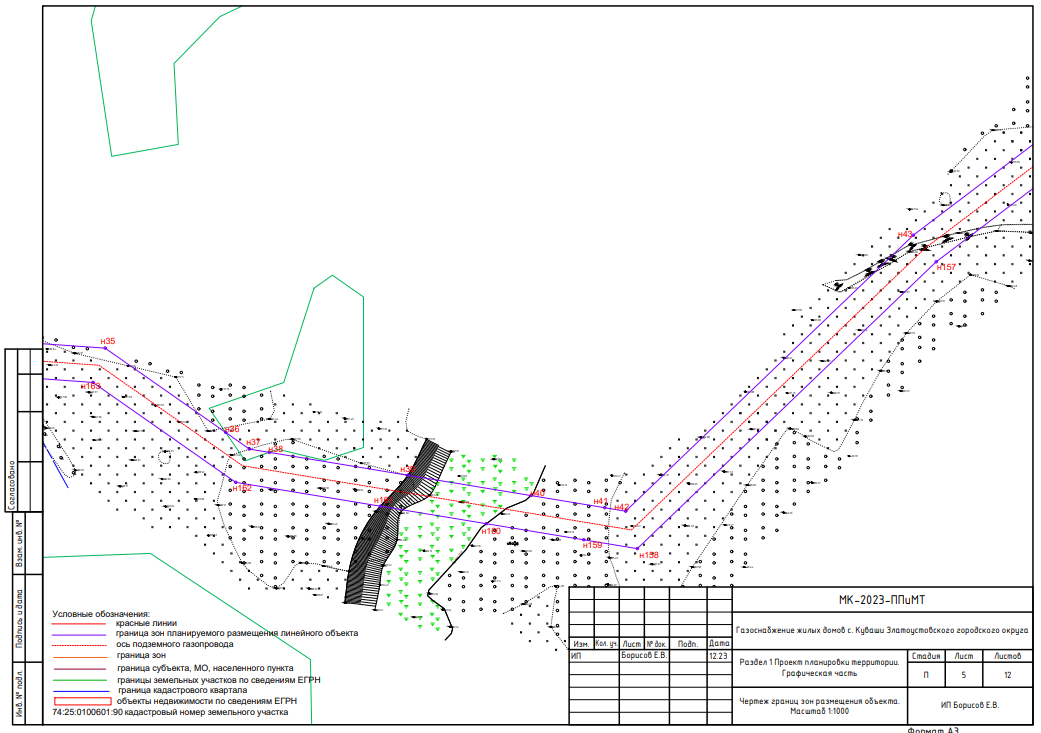 н43
н157
н35
н163
н36
н37
н38
н162
н39
н40
н41
н42
н160
н159
н158
Согласовано
Взам. инв. №
Подпись и дата
Инв. № подл.
Условные обозначения:
красные линии
граница зон планируемого размещения линейного объекта
ось подземного газопровода
граница зон
граница субъекта, МО, населенного пункта
границы земельных участков по сведениям ЕГРН
граница кадастрового квартала
объекты недвижимости по сведениям ЕГРН
74:25:0100601:90 кадастровый номер земельного участка
МК-2023-ППиМТ
Газоснабжение жилых домов с. Куваши Златоустовского городского округа
Изм. Кол. уч. Лист № док. Подп. Дата
ИП Борисов Е.В. 12.23
Раздел 1 Проект планировки территории.
Графическая часть
Стадия Лист Листов
П 5 12
Чертеж границ зон размещения объекта.
Масштаб 1:1000
ИП Борисов Е.В.
Формат А3